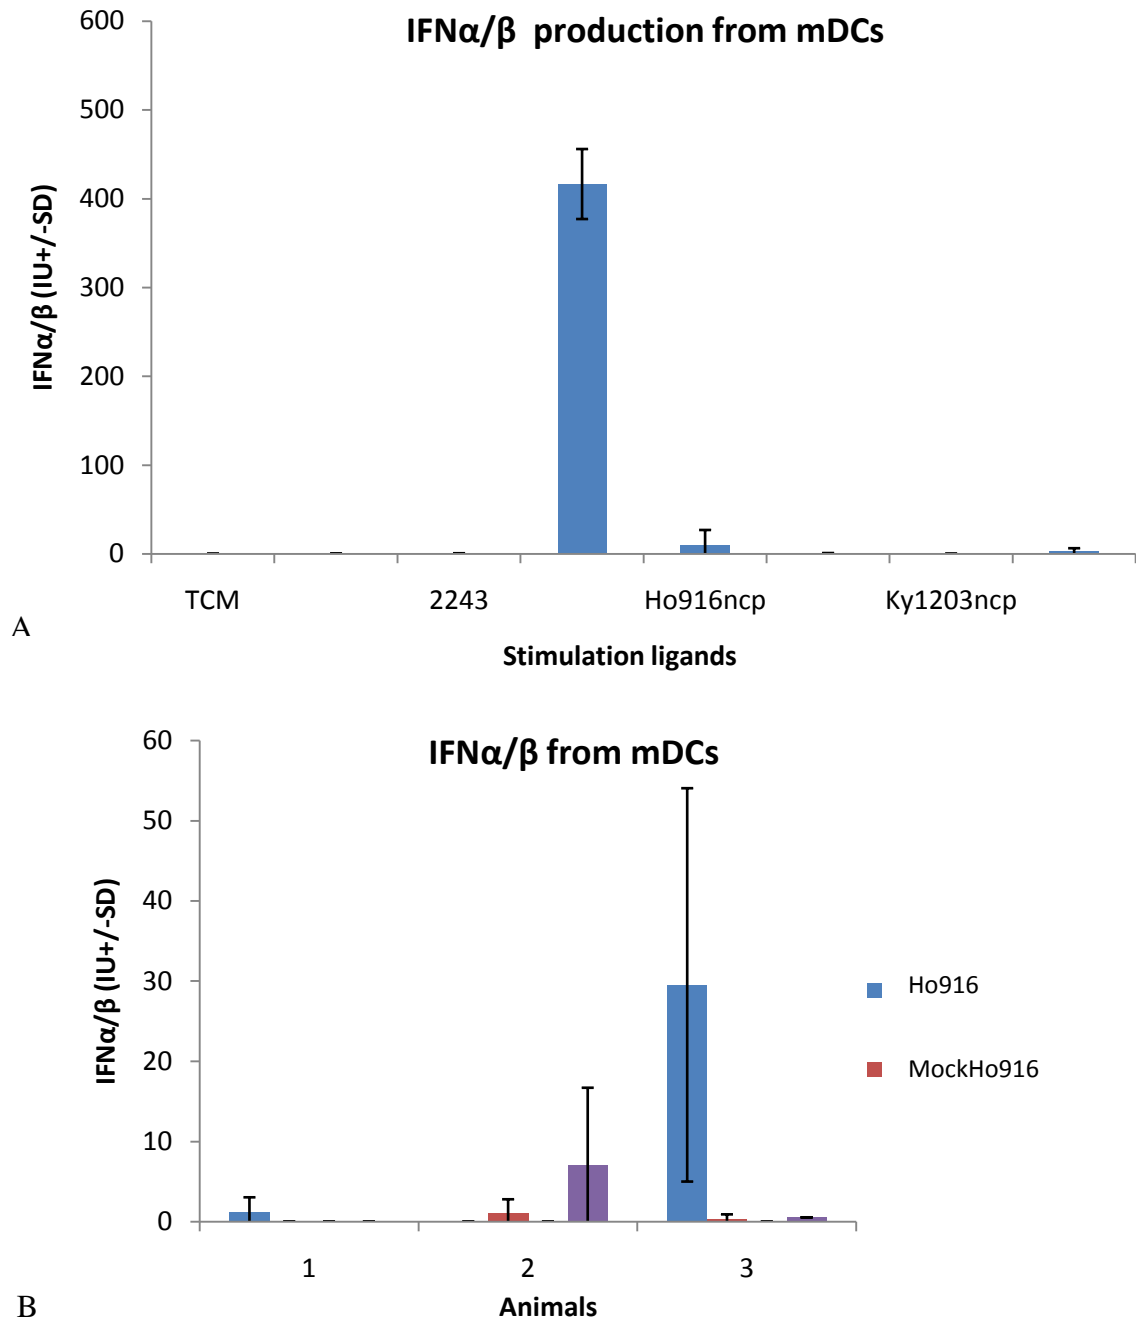 IFNα/β  production from mDCs
600
500
400
300
200
100
0
IFNα/β (IU+/-SD)
TCM 2243 Ho916ncp Ky1203ncp
A
Stimulation ligands
IFNα/β from mDCs
60
50
40
30
20
10
0
IFNα/β (IU+/-SD)
Ho916
MockHo916
1 2 3
B
Animals